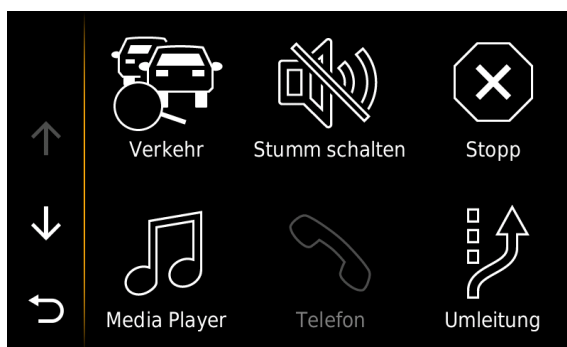 Verkehr
Stumm schalten
Stopp
Media Player
Telefon
Umleitung